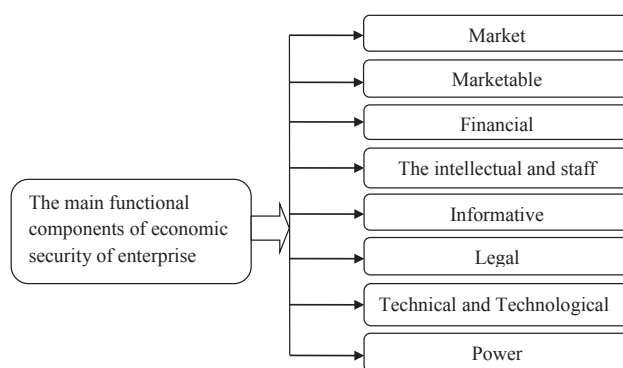 Market
Marketable
Financial
The intellectual and staff
The main functional
components of economic
security of enterprise
Informative
Legal
Technical and Technological
Power